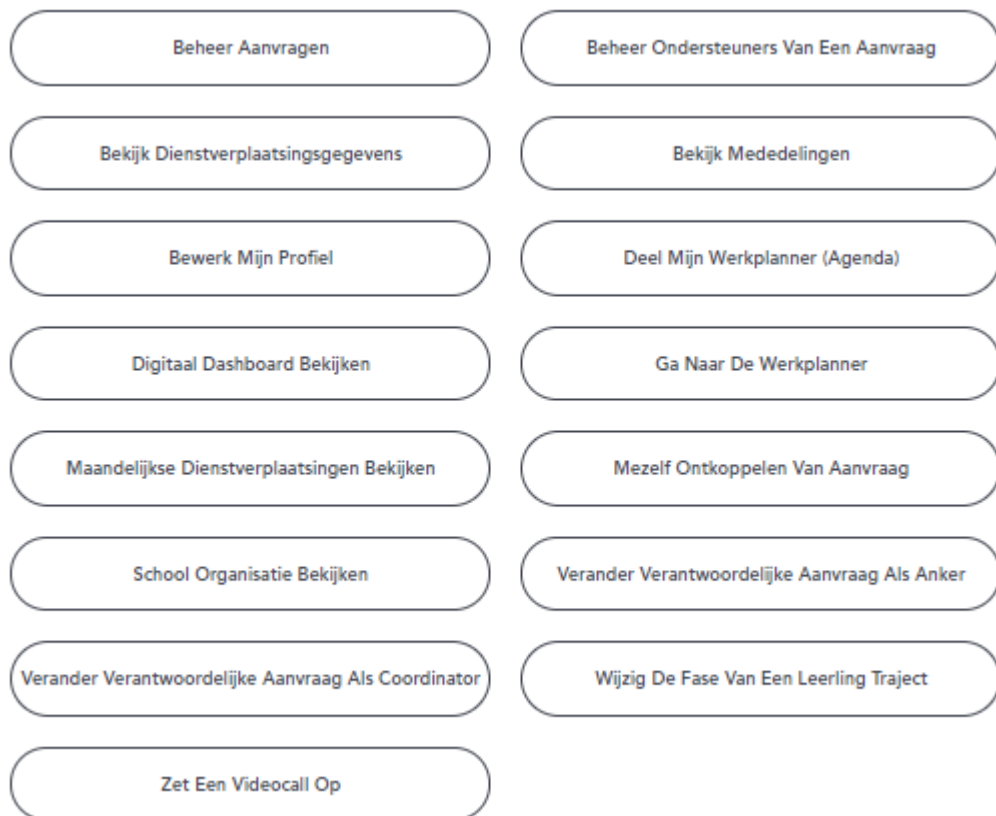 Beheer Aanvragen
Beheer Ondersteuners Van Een Aanvraag
Bekijk Dienstverplaatsingsgegevens
Bekijk Mededelingen
Bewerk Mijn Profiel
Deel Mijn Werkplanner (Agenda)
Digitaal Dashboard Bekijken
Ga Naar De Werkplanner
Maandelijkse Dienstverplaatsingen Bekijken
Mezelf Ontkoppelen Van Aanvraag
School Organisatie Bekijken
Verander Verantwoordelijke Aanvraag Als Anker
Verander Verantwoordelijke Aanvraag Als Coordinator
Wijzig De Fase Van Een Leerling Traject
Zet Een Videocall Op